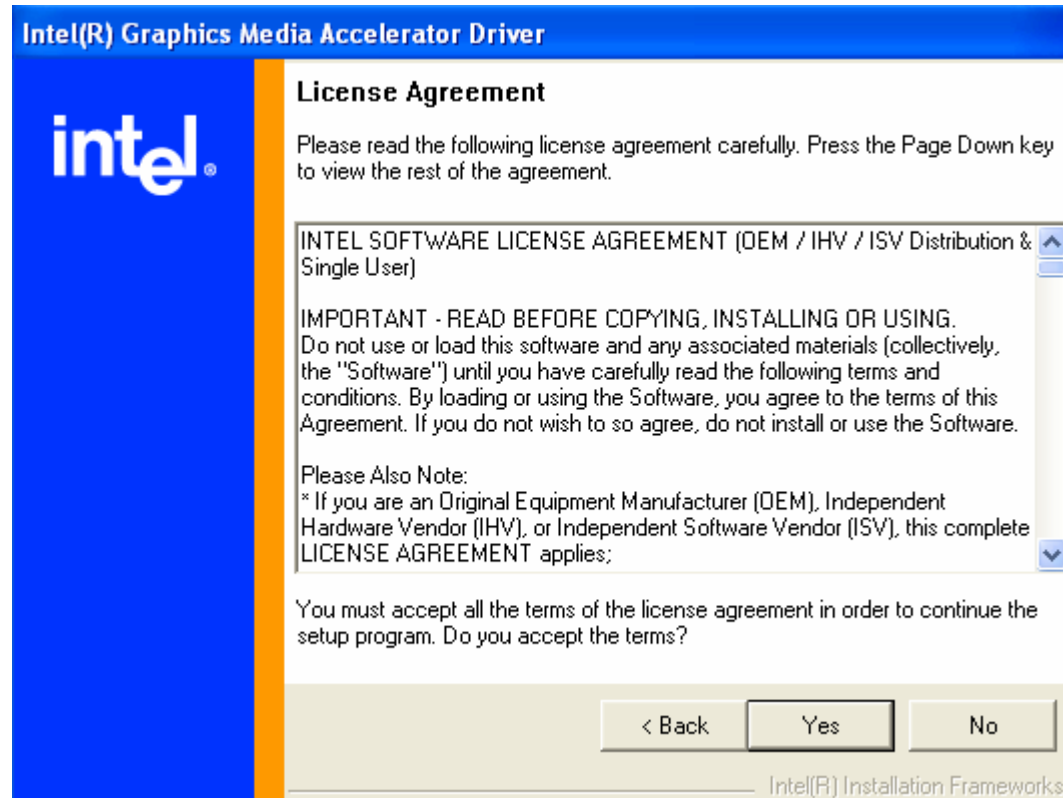 Intel(R) Graphics Media Accelerator Driver
intel®
License Agreement
Please read the following license agreement carefully. Press the Page Down key
to view the rest of the agreement.
INTEL SOFTWARE LICENSE AGREEMENT (OEM / IHV / ISV Distribution &
Single User)
IMPORTANT - READ BEFORE COPYING, INSTALLING OR USING.
Do not use or load this software and any associated materials (collectively,
the "Software") until you have carefully read the following terms and
conditions. By loading or using the Software, you agree to the terms of this
Agreement. If you do not wish to so agree, do not install or use the Software.
Please Also Note:
* If you are an Original Equipment Manufacturer (OEM), Independent
Hardware Vendor (IHV), or Independent Software Vendor (ISV), this complete
LICENSE AGREEMENT applies;
You must accept all the terms of the license agreement in order to continue the
setup program. Do you accept the terms?
< Back Yes No
Intel(R) Installation Frameworks